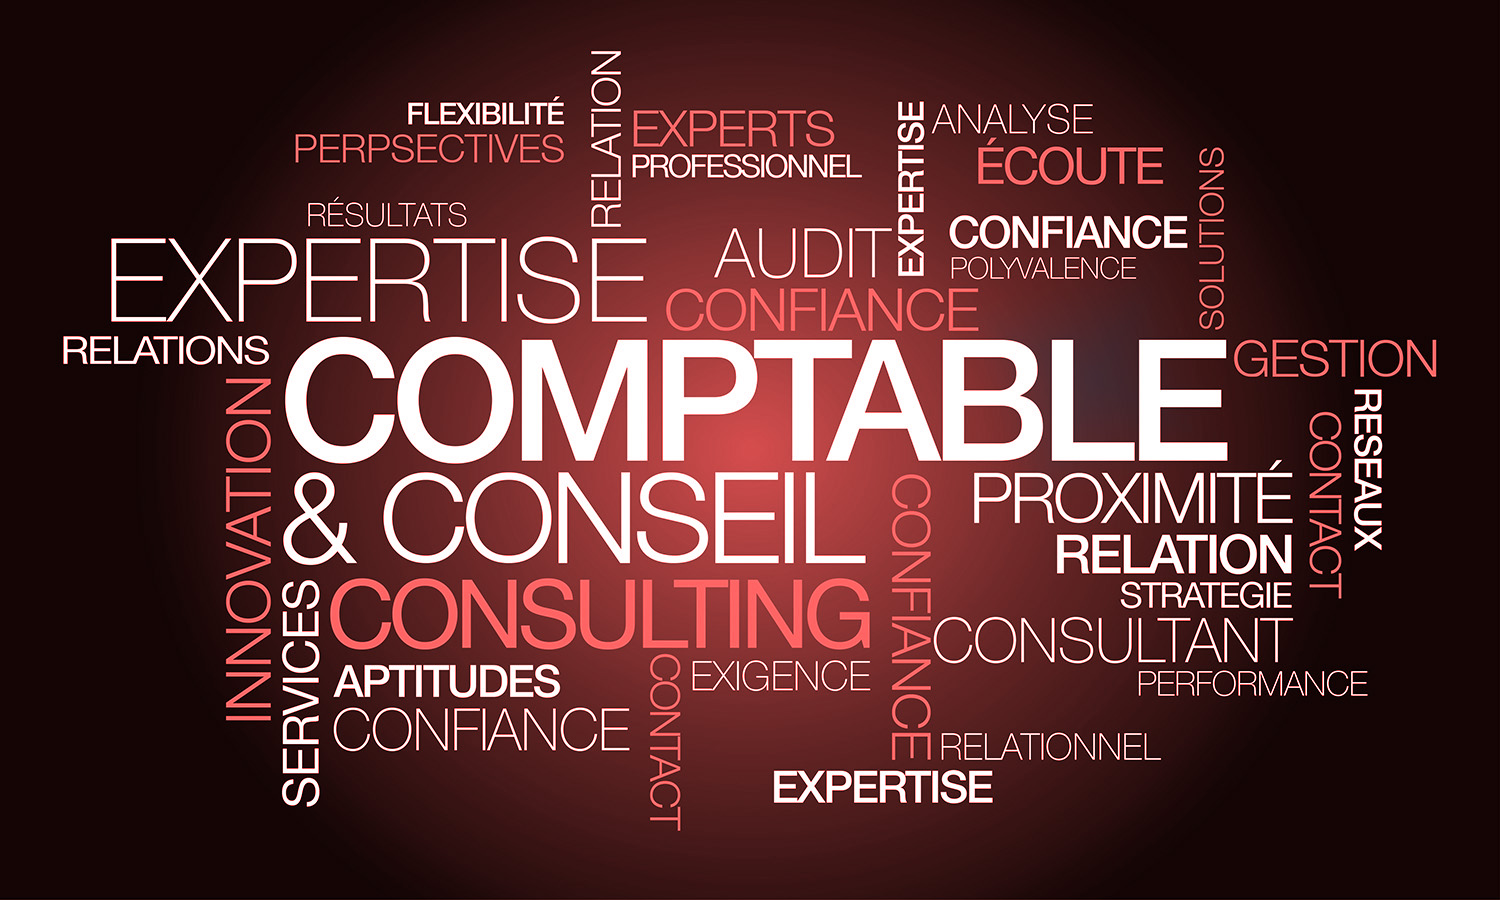 RELATION
FLEXIBILITÉ
PERPSECTIVES
EXPERTS
PROFESSIONNEL
EXPERTISE
ANALYSE
ÉCOUTE
SOLUTIONS
RÉSULTATS
EXPERTISE
AUDIT
CONFIANCE
POLYVALENCE
CONFIANCE
RELATIONS
COMPTABLE
GESTION
INNOVATION
RESEAUX
CONTACT
& CONSEIL
CONFIANCE
PROXIMITÉ
RELATION
STRATEGIE
SERVICES
CONSULTING
CONSULTANT
APTITUDES
CONTACT
EXIGENCE
PERFORMANCE
CONFIANCE
RELATIONNEL
EXPERTISE